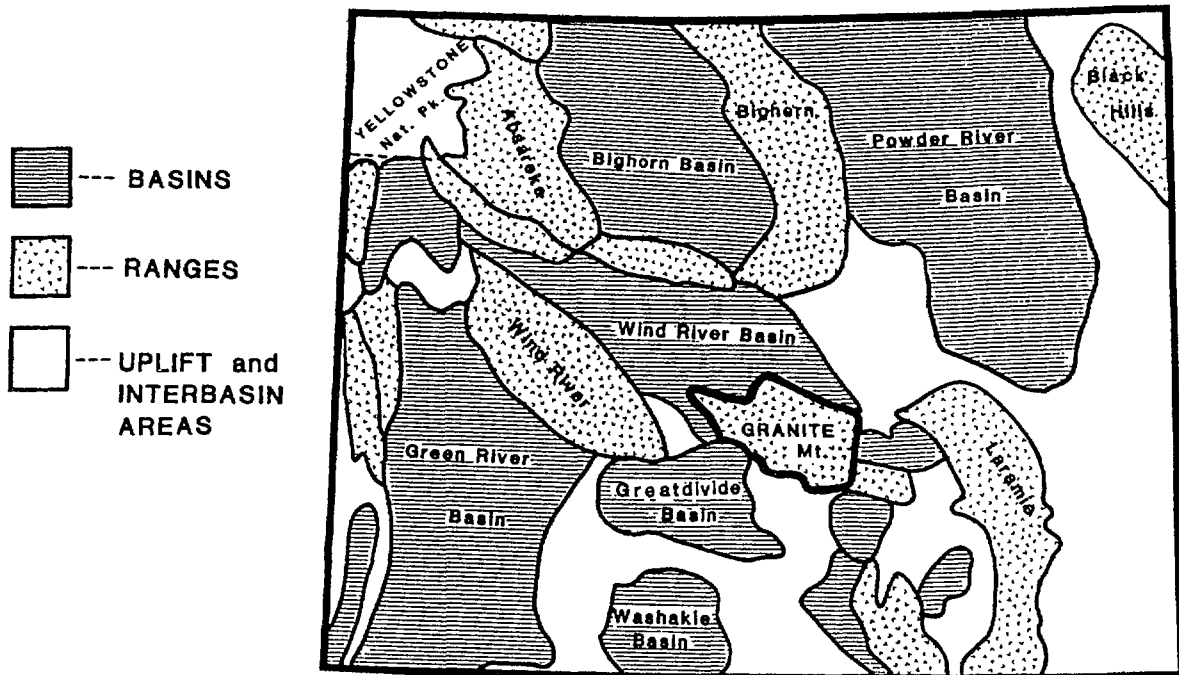 --- BASINS
--- RANGES
--- UPLIFT and
INTERBASIN
AREAS
YELLOWSTONE
Nat. Pk.
Absaroka
Bighorn Basin
Bighorn
Powder River
Basin
Black
Hills
Wind River Basin
Wind River
GRANITE
Mt.
Green River
Basin
Greatdivide
Basin
Laramie
Washakie
Basin